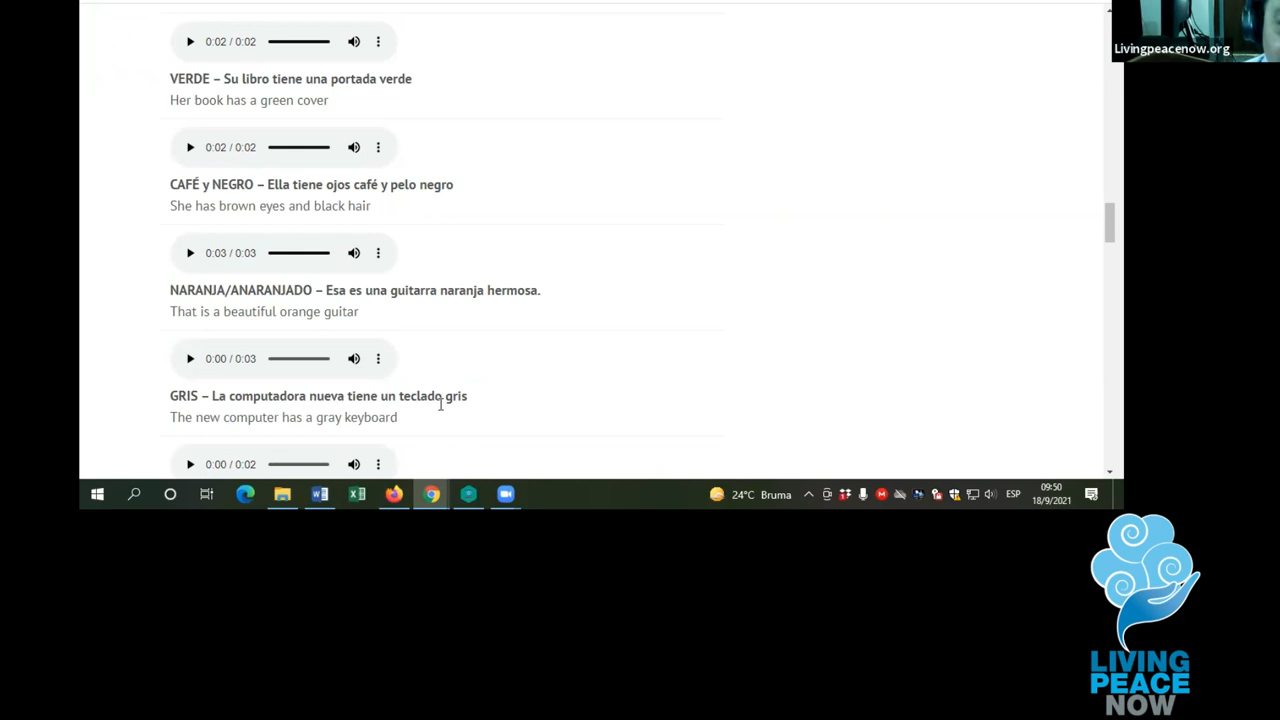 Livingpeacenow.org
0:02 / 0:02
VERDE – Su libro tiene una portada verde
Her book has a green cover
0:02 / 0:02
CAFÉ y NEGRO – Ella tiene ojos café y pelo negro
She has brown eyes and black hair
0:03 / 0:03
NARANJA/ANARANJADO – Esa es una guitarra naranja hermosa.
That is a beautiful orange guitar
0:00 / 0:03
GRIS – La computadora nueva tiene un teclado gris
The new computer has a gray keyboard
0:00 / 0:02
24°C Bruma
ESP
09:50
18/9/2021
LIVING
PEACE
NOW